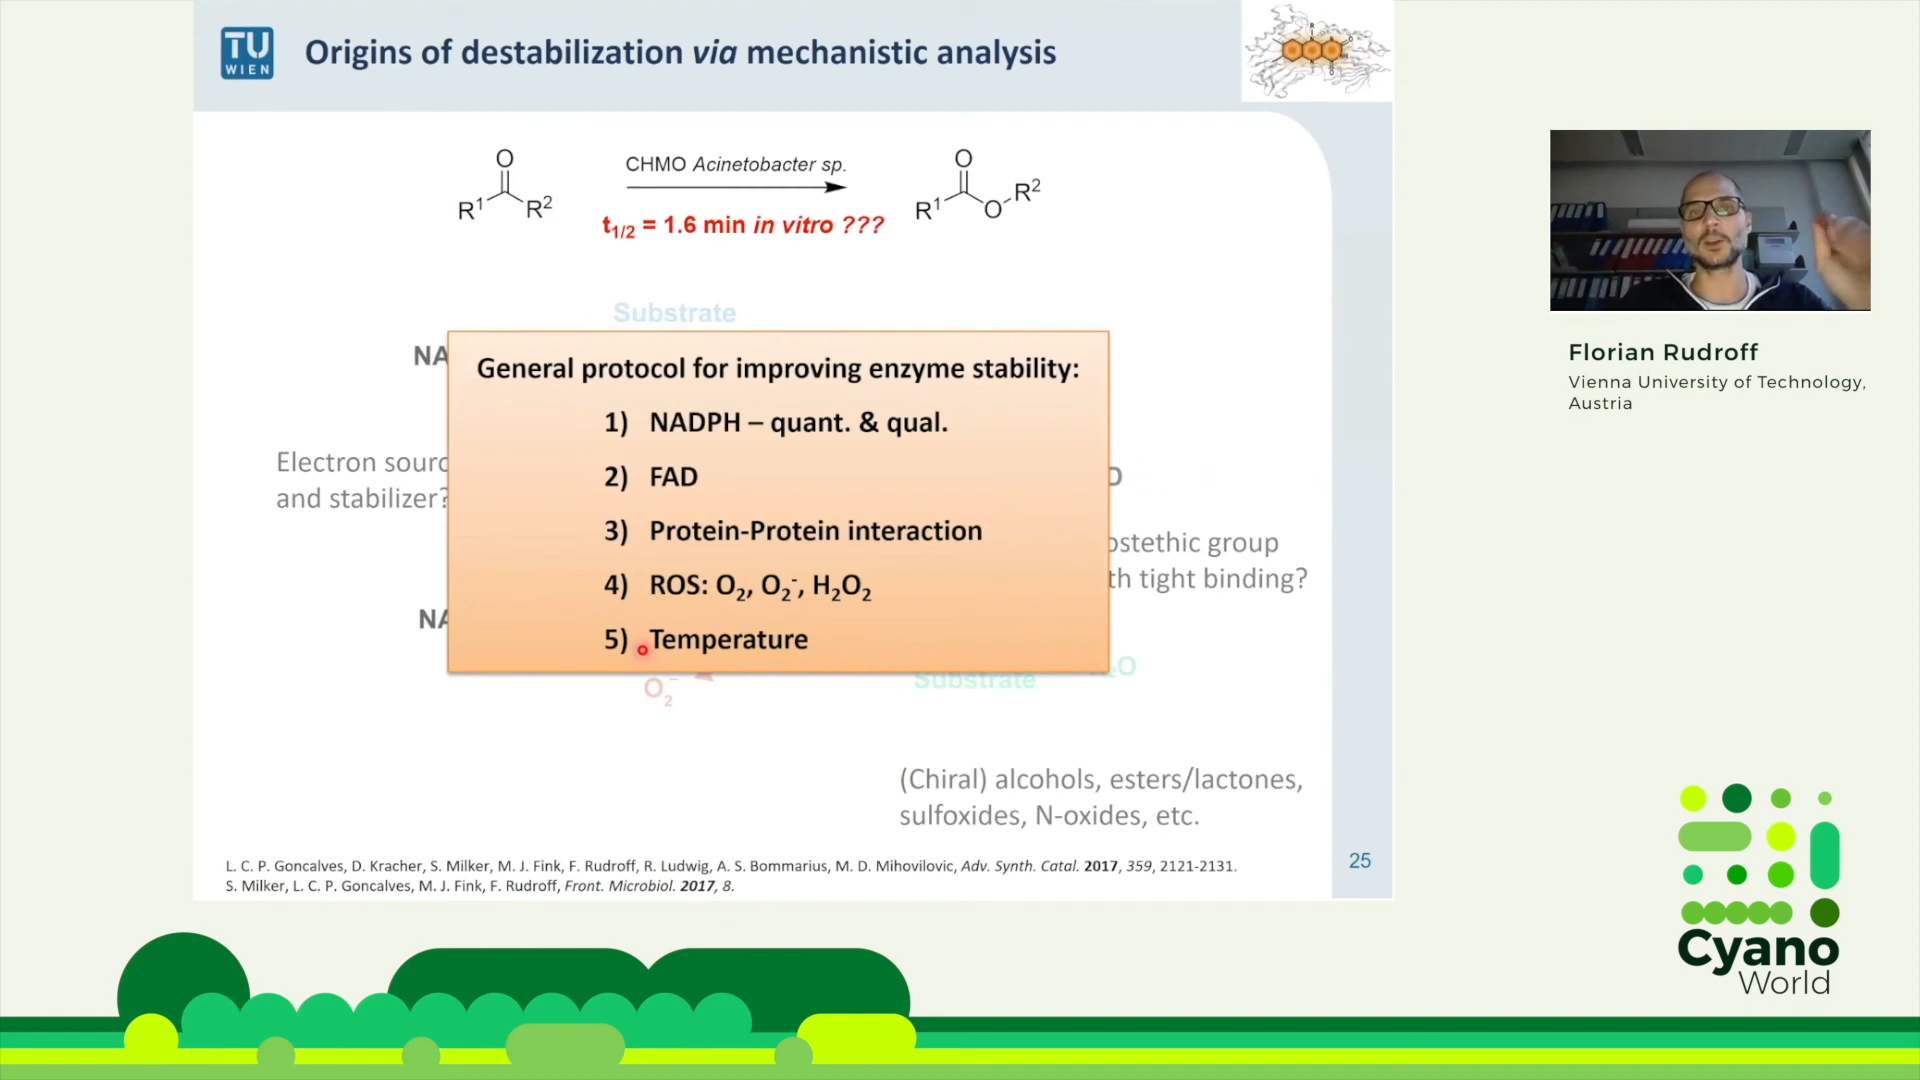 TU
WIEN
Origins of destabilization via mechanistic analysis
O
R¹
R²
CHMO Acinetobacter sp.
t1/2 = 1.6 min in vitro ???
O
R¹
O
R²
Substrate
NA
General protocol for improving enzyme stability:
1) NADPH – quant. & qual.
2) FAD
3) Protein-Protein interaction
4) ROS: O₂, O₂⁻, H₂O₂
5) Temperature
Electron sourc
and stabilizer?
NA
ostethic group
th tight binding?
O₂⁻
Substrate
₂O
(Chiral) alcohols, esters/lactones,
sulfoxides, N-oxides, etc.
L. C. P. Goncalves, D. Kracher, S. Milker, M. J. Fink, F. Rudroff, R. Ludwig, A. S. Bommarius, M. D. Mihovilovic, Adv. Synth. Catal. 2017, 359, 2121-2131.
S. Milker, L. C. P. Goncalves, M. J. Fink, F. Rudroff, Front. Microbiol. 2017, 8.
25
Florian Rudroff
Vienna University of Technology,
Austria
Cyano
World